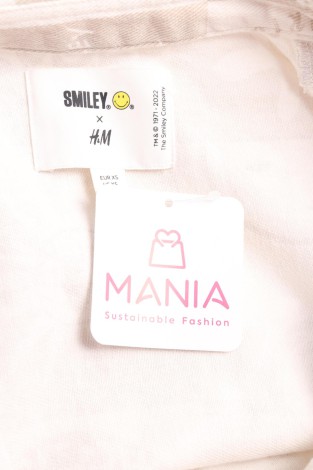 SMILEY
×
H&M
TM & © 1971 - 2022
The Smiley Company
EUR XS
MANIA
Sustainable Fashion